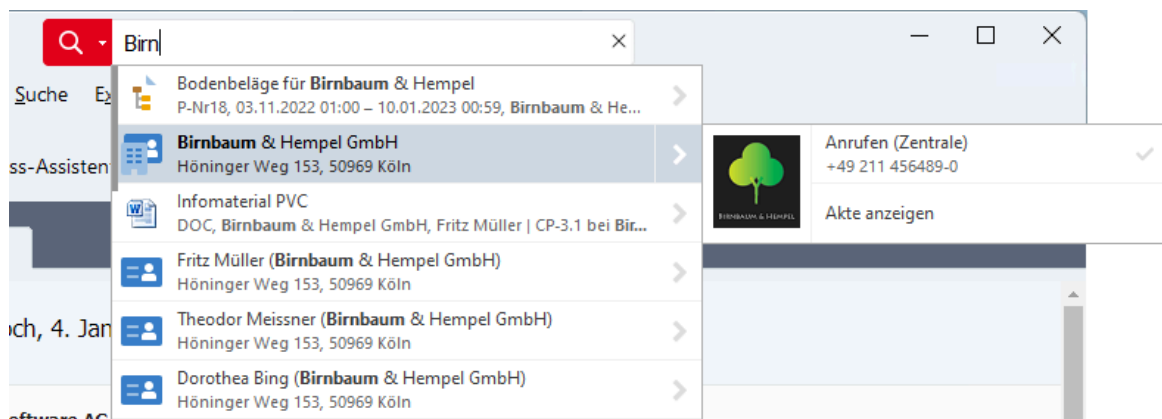 Birn
Suche
Bodenbeläge für Birnbaum & Hempel
P-Nr18, 03.11.2022 01:00 – 10.01.2023 00:59, Birnbaum & He...
Birnbaum & Hempel GmbH
Höninger Weg 153, 50969 Köln
Anrufen (Zentrale)
+49 211 456489-0
BIRNBAUM & HEMPEL
Akte anzeigen
ss-Assisten
Infomaterial PVC
DOC, Birnbaum & Hempel GmbH, Fritz Müller | CP-3.1 bei Bir...
Fritz Müller (Birnbaum & Hempel GmbH)
Höninger Weg 153, 50969 Köln
Theodor Meissner (Birnbaum & Hempel GmbH)
Höninger Weg 153, 50969 Köln
och, 4. Jan
Dorothea Bing (Birnbaum & Hempel GmbH)
Höninger Weg 153, 50969 Köln